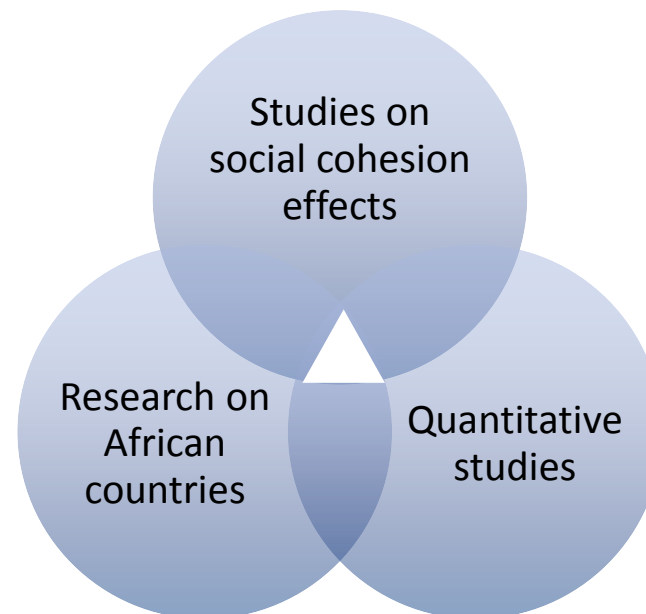 Studies on
social cohesion
effects
Research on
African
countries
Quantitative
studies